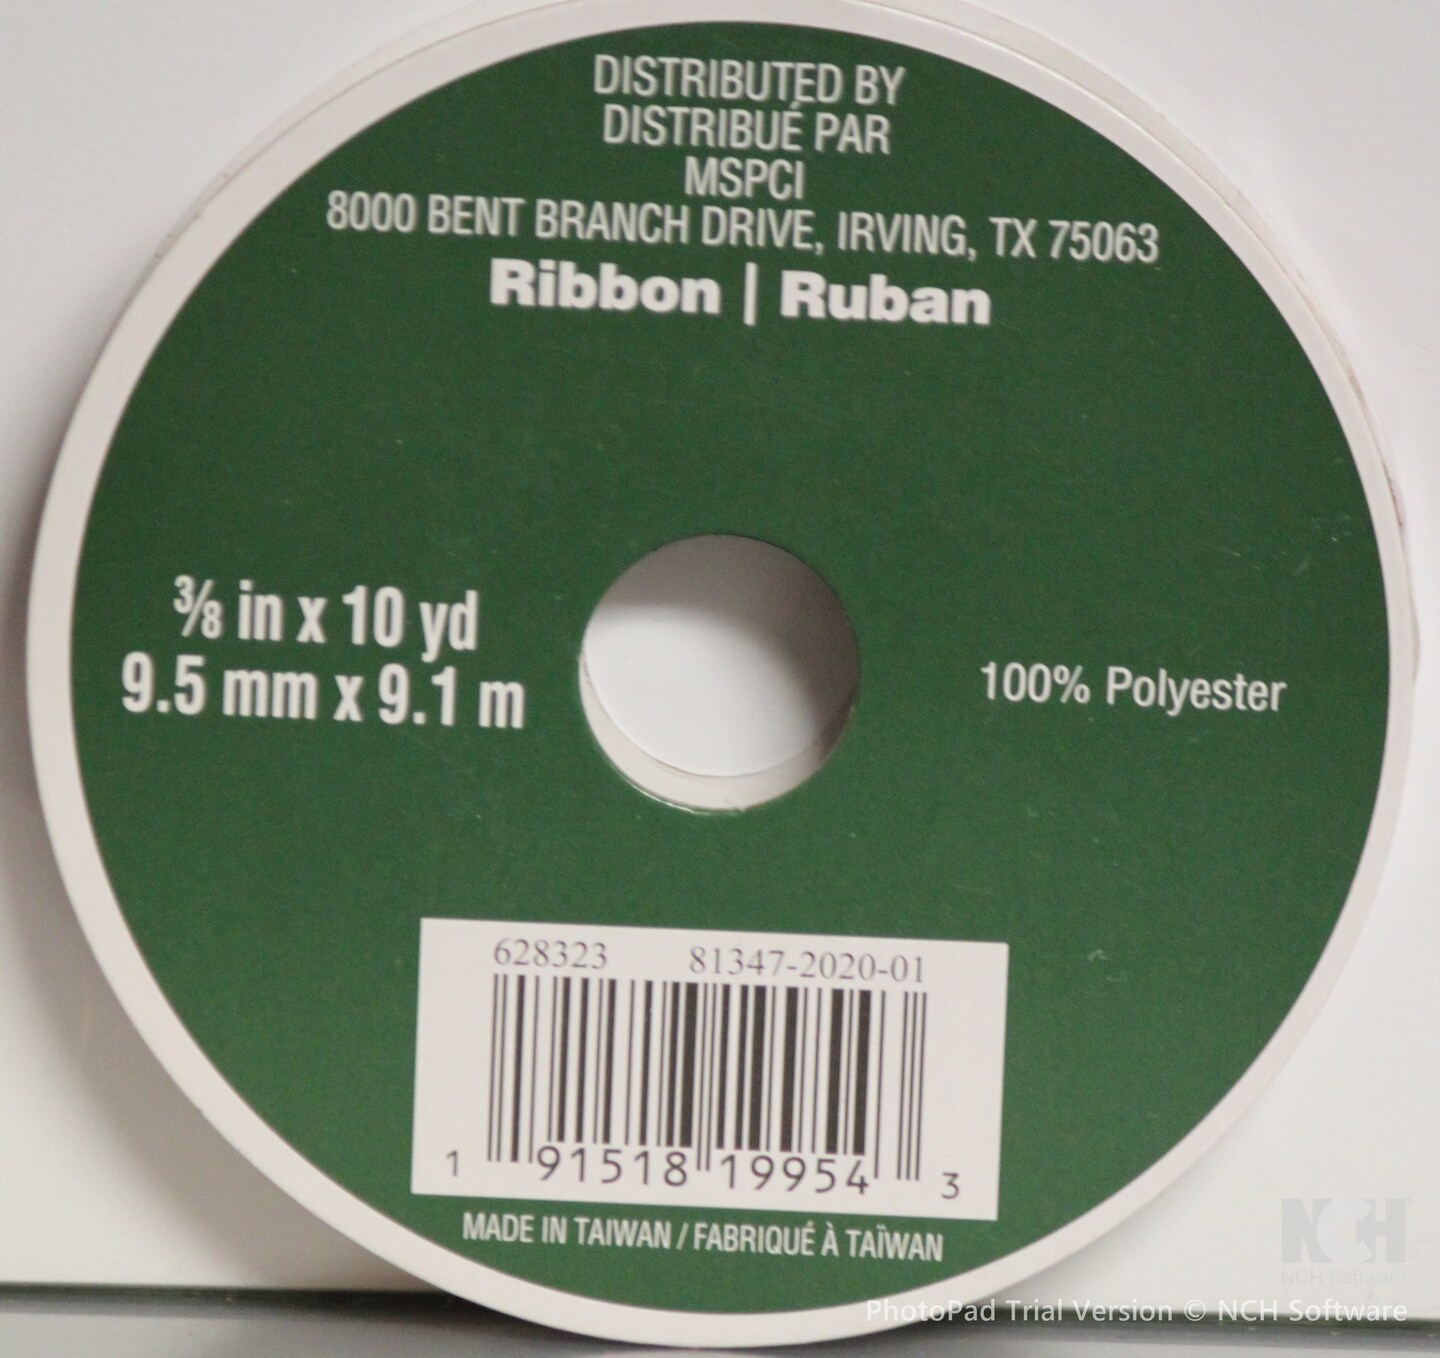 DISTRIBUTED BY
DISTRIBUÉ PAR
MSPCI
8000 BENT BRANCH DRIVE, IRVING, TX 75063
Ribbon | Ruban
⅜ in x 10 yd
9.5 mm x 9.1 m
100% Polyester
628323 81347-2020-01
1 91518 19954 3
MADE IN TAIWAN / FABRIQUÉ À TAÏWAN
NCH
NCH Software
PhotoPad Trial Version © NCH Software